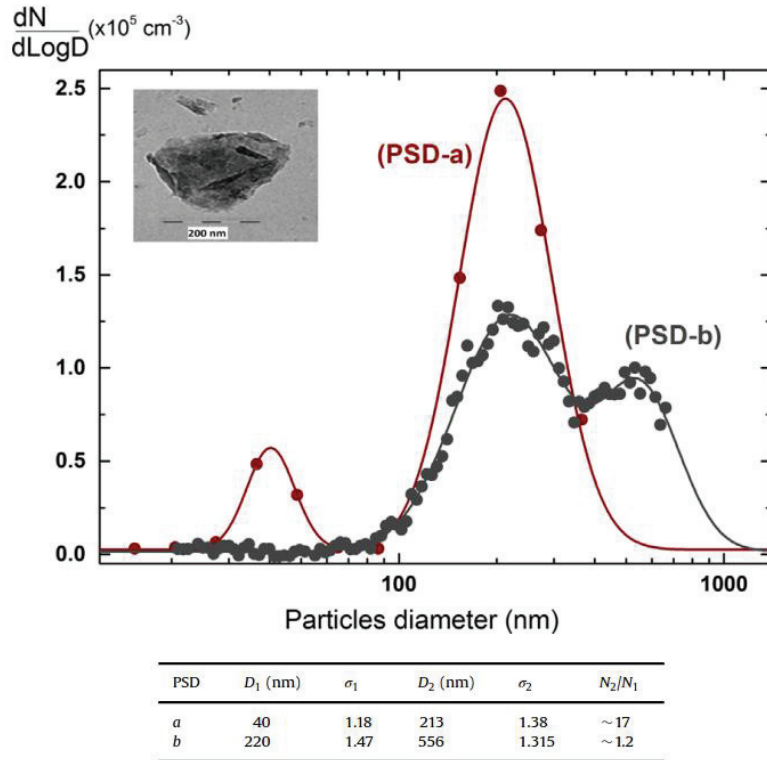 dN
dLogD (x10⁵ cm⁻³)
2.5
2.0
1.5
1.0
0.5
0.0
200 nm
(PSD-a)
(PSD-b)
100
1000
Particles diameter (nm)
PSD D₁ (nm) σ₁ D₂ (nm) σ₂ N₂/N₁
a 40 1.18 213 1.38 ~17
b 220 1.47 556 1.315 ~1.2